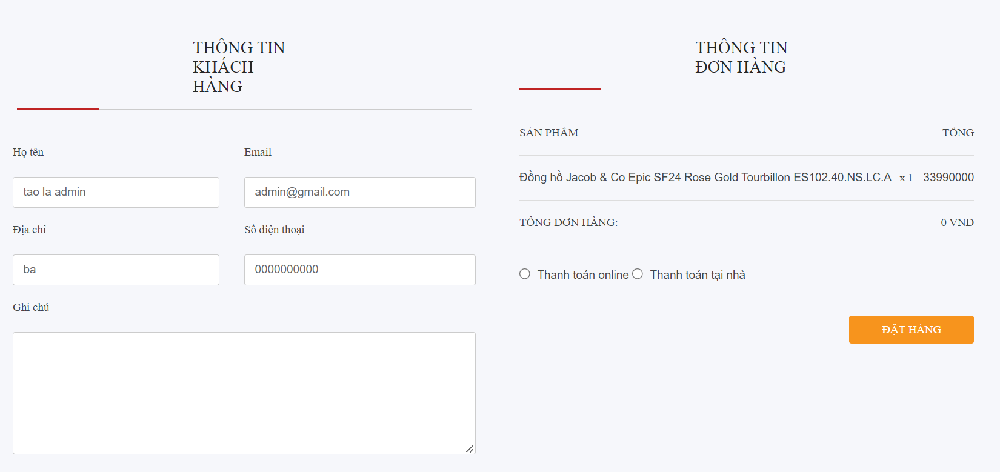 THÔNG TIN
KHÁCH
HÀNG
Họ tên
Email
tao la admin
admin@gmail.com
Địa chỉ
Số điện thoại
ba
0000000000
Ghi chú
THÔNG TIN
ĐƠN HÀNG
SẢN PHẨM
TỔNG
Đồng hồ Jacob & Co Epic SF24 Rose Gold Tourbillon ES102.40.NS.LC.A x 1 33990000
TỔNG ĐƠN HÀNG:
0 VND
Thanh toán online
Thanh toán tại nhà
ĐẶT HÀNG